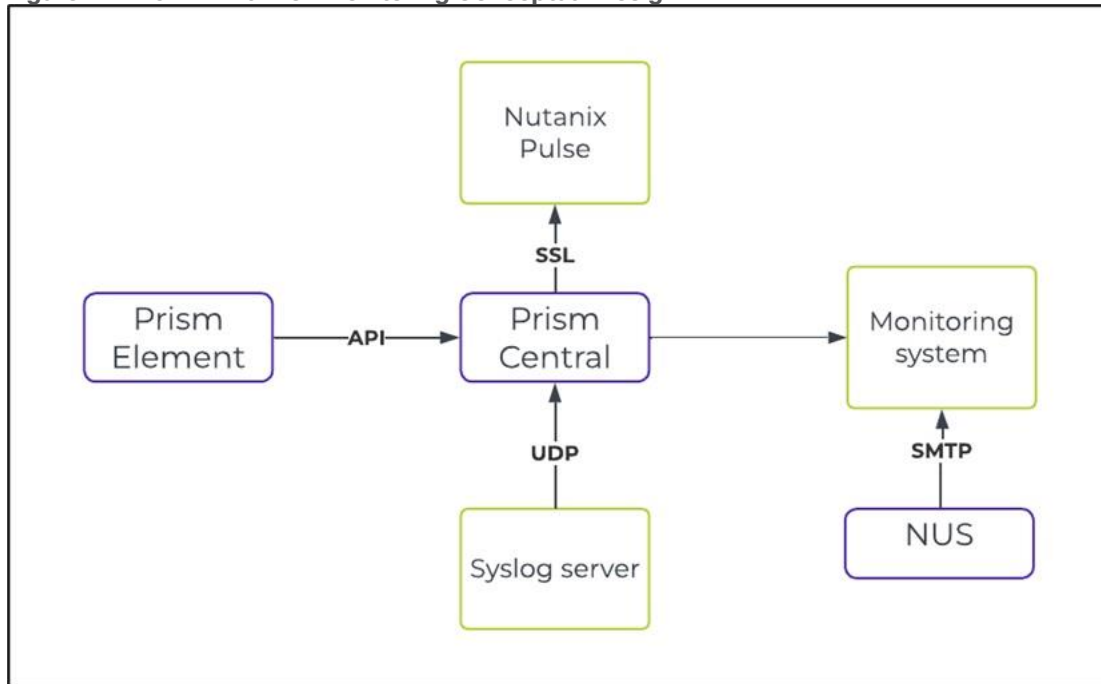 Nutanix
Pulse
SSL
Prism
Element
API
Prism
Central
Monitoring
system
UDP
SMTP
Syslog server
NUS